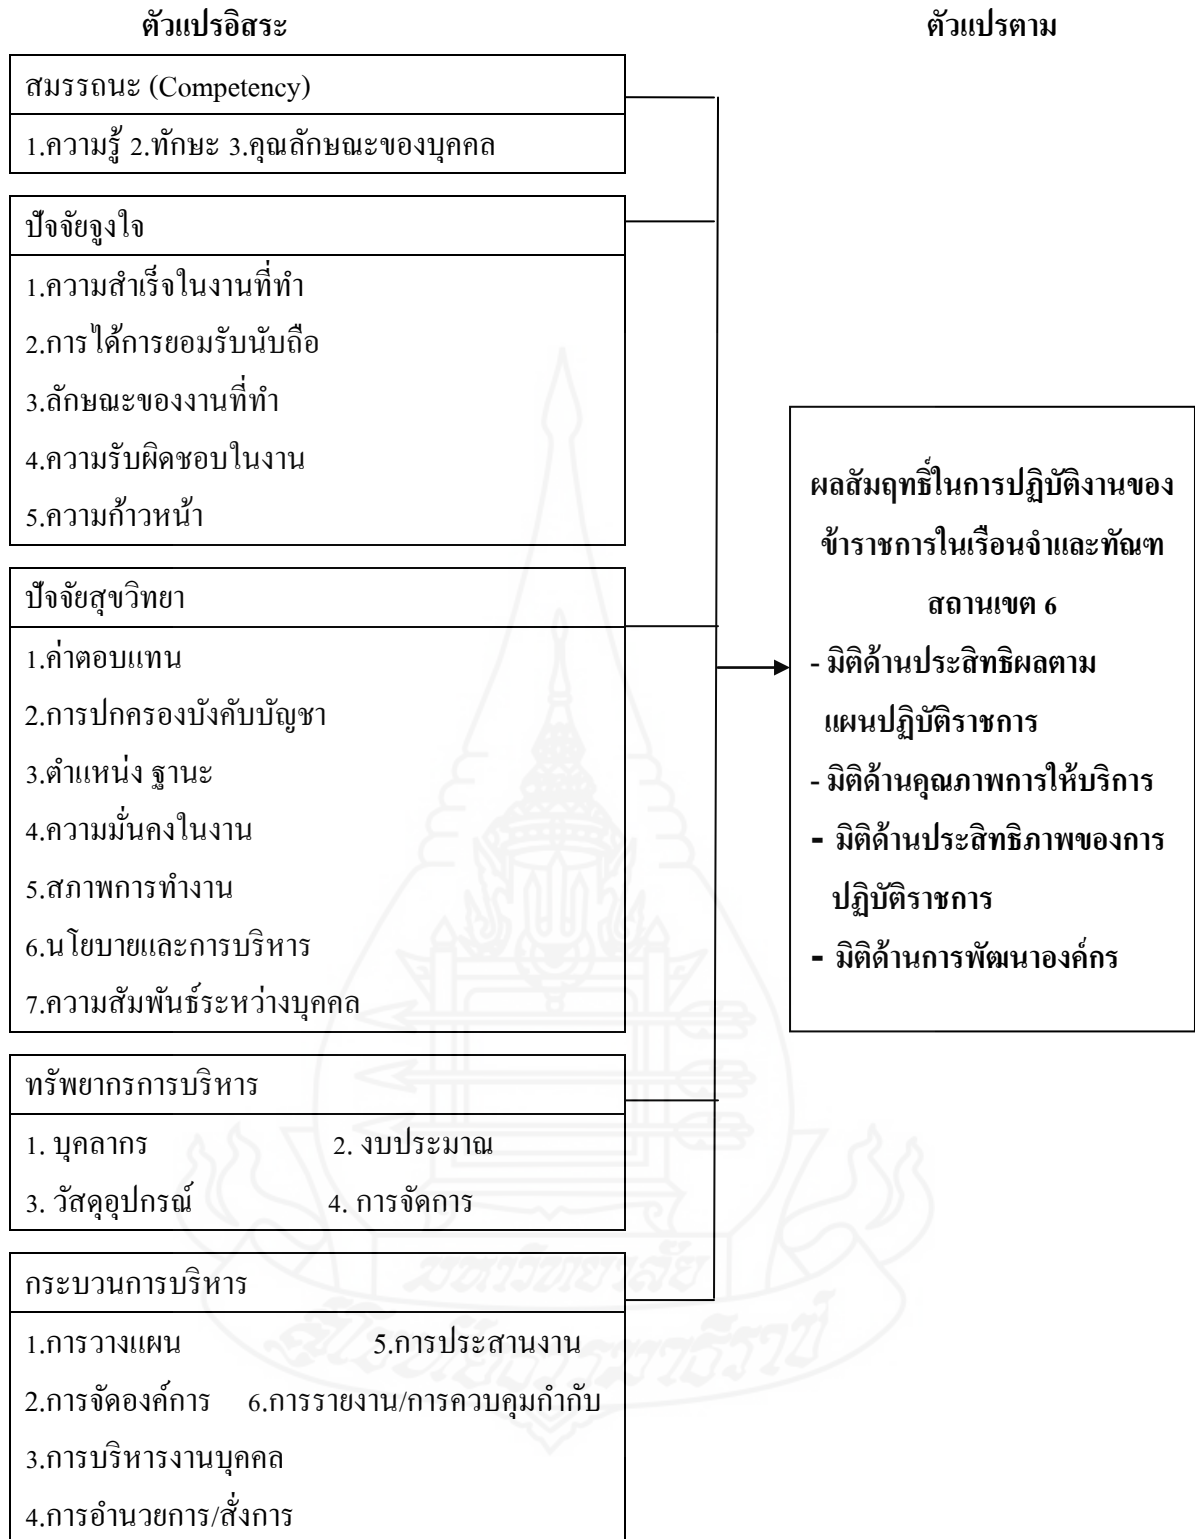 ตัวแปรอิสระ
ตัวแปรตาม
สมรรถนะ (Competency)
1.ความรู้ 2.ทักษะ 3.คุณลักษณะของบุคคล
ปัจจัยจูงใจ
1.ความสำเร็จในงานที่ทำ
2.การได้การยอมรับนับถือ
3.ลักษณะของงานที่ทำ
4.ความรับผิดชอบในงาน
5.ความก้าวหน้า
ปัจจัยสุขวิทยา
1.ค่าตอบแทน
2.การปกครองบังคับบัญชา
3.ตำแหน่ง ฐานะ
4.ความมั่นคงในงาน
5.สภาพการทำงาน
6.นโยบายและการบริหาร
7.ความสัมพันธ์ระหว่างบุคคล
ทรัพยากรการบริหาร
1. บุคลากร 2. งบประมาณ
3. วัสดุอุปกรณ์ 4. การจัดการ
กระบวนการบริหาร
1.การวางแผน 5.การประสานงาน
2.การจัดองค์การ 6.การรายงาน/การควบคุมกำกับ
3.การบริหารงานบุคคล
4.การอำนวยการ/สั่งการ
ผลสัมฤทธิ์ในการปฏิบัติงานของ
ข้าราชการในเรือนจำและทัณฑ
สถานเขต 6
- มิติด้านประสิทธิผลตาม
แผนปฏิบัติราชการ
- มิติด้านคุณภาพการให้บริการ
- มิติด้านประสิทธิภาพของการ
ปฏิบัติราชการ
- มิติด้านการพัฒนาองค์กร
มหาวิทยาลัย
สุโขทัยธรรมาธิราช